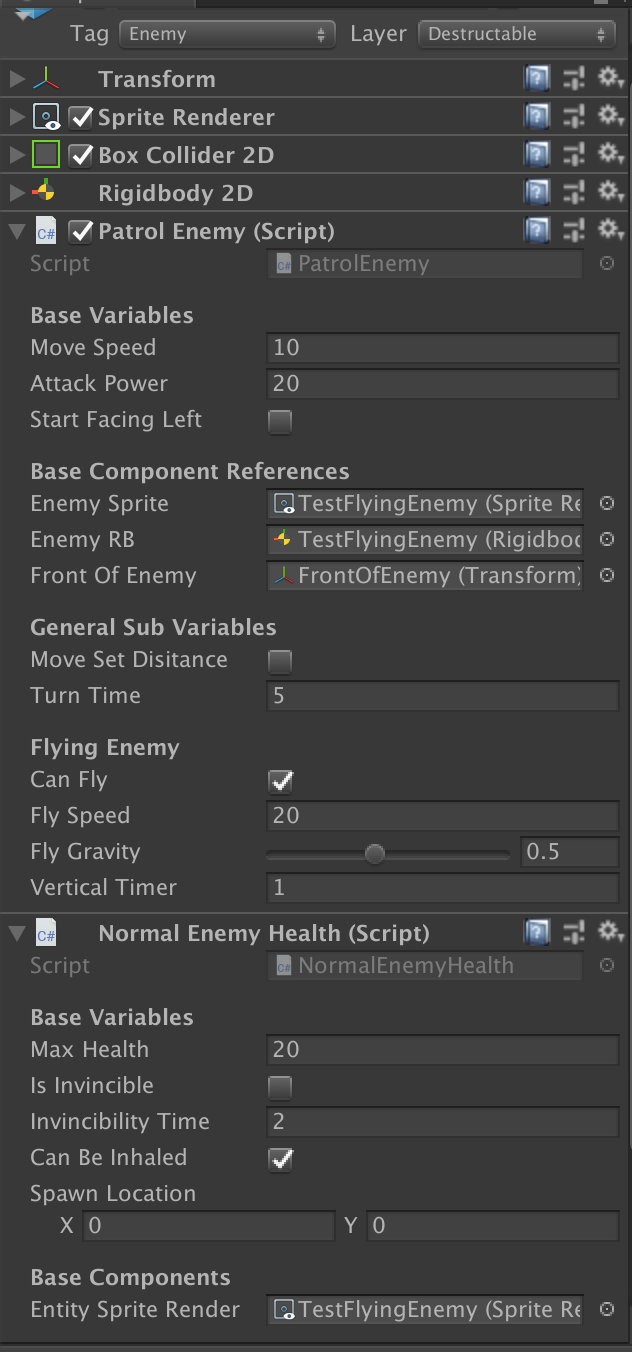 Tag Enemy Layer Destructable
Transform
Sprite Renderer
Box Collider 2D
Rigidbody 2D
C# Patrol Enemy (Script)
Script C# PatrolEnemy
Base Variables
Move Speed 10
Attack Power 20
Start Facing Left
Base Component References
Enemy Sprite TestFlyingEnemy (Sprite Re
Enemy RB TestFlyingEnemy (Rigidbod
Front Of Enemy FrontOfEnemy (Transform)
General Sub Variables
Move Set Disitance
Turn Time 5
Flying Enemy
Can Fly
Fly Speed 20
Fly Gravity 0.5
Vertical Timer 1
C# Normal Enemy Health (Script)
Script C# NormalEnemyHealth
Base Variables
Max Health 20
Is Invincible
Invincibility Time 2
Can Be Inhaled
Spawn Location
X 0 Y 0
Base Components
Entity Sprite Render TestFlyingEnemy (Sprite Re